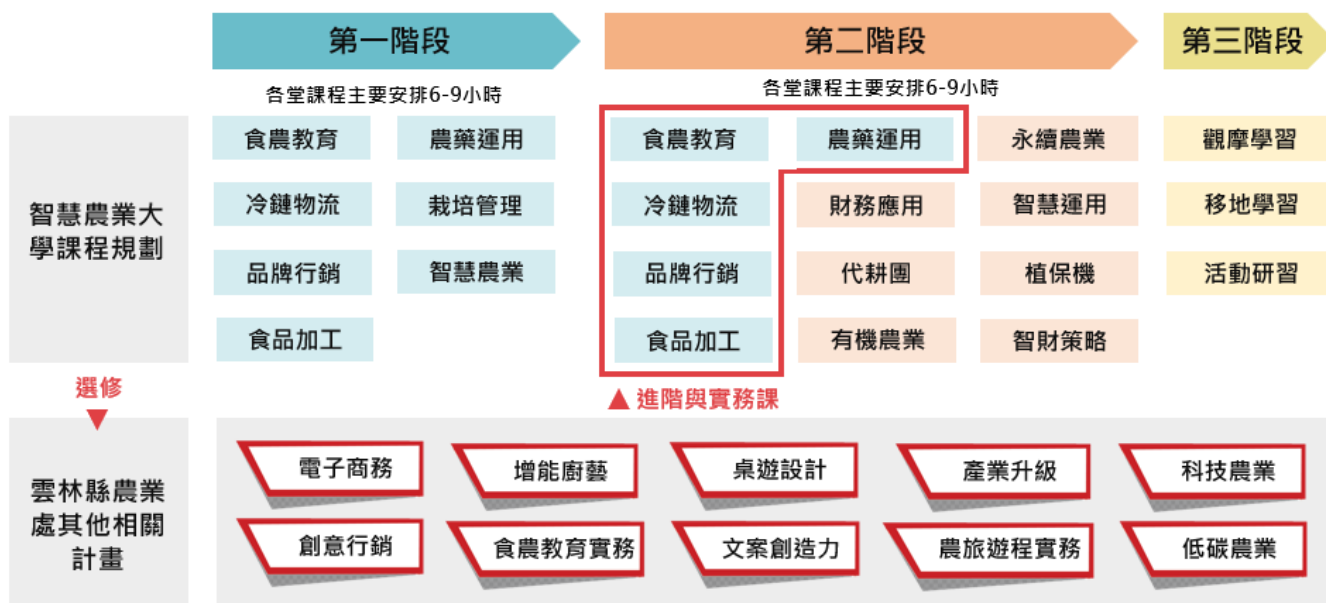 第一階段
第二階段
第三階段
各堂課程主要安排6-9小時
各堂課程主要安排6-9小時
智慧農業大
學課程規劃
食農教育
農藥運用
食農教育
農藥運用
永續農業
觀摩學習
冷鏈物流
栽培管理
冷鏈物流
財務應用
智慧運用
移地學習
品牌行銷
智慧農業
品牌行銷
代耕團
植保機
活動研習
食品加工
食品加工
有機農業
智財策略
選修
▲進階與實務課
雲林縣農業
處其他相關
計畫
電子商務
增能廚藝
桌遊設計
產業升級
科技農業
創意行銷
食農教育實務
文案創造力
農旅遊程實務
低碳農業